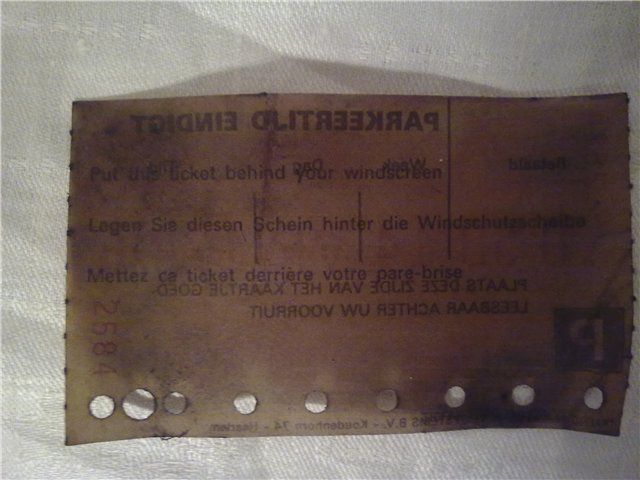 PARKEERTIJD EINDIGT
Betaald Week Dag
Put this ticket behind your windscreen
Legen Sie diesen Schein hinter die Windschutzscheibe
Mettez ce ticket derrière votre pare-brise
PLAATS DEZE ZIJDE VAN HET KAARTJE GOED
LEESBAAR ACHTER UW VOORRUIT
2584
P
B.V. - Koudenhorn 74 - Haarlem